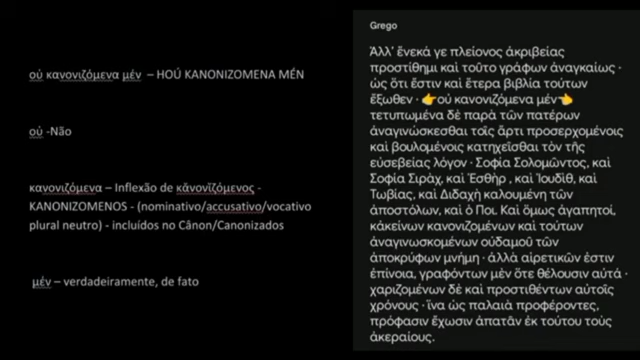 οὐ κανονιζόμενα μέν – HOÚ KANONIZOMENA MÉN
οὐ -Não
κανονιζόμενα – Inflexão de κᾰνονῐζόμενος -
KANONIZOMENOS - (nominativo/accusativo/vocativo
plural neutro) - incluídos no Cânon/Canonizados
μέν – verdadeiramente, de fato
Grego
Ἀλλ' ἕνεκά γε πλείονος ἀκριβείας
προστίθημι καὶ τοῦτο γράφων ἀναγκαίως ·
ὡς ὅτι ἔστιν καὶ ἕτερα βιβλία τούτων
ἔξωθεν · 👉οὐ κανονιζόμενα μέν👈
τετυπωμένα δὲ παρὰ τῶν πατέρων
ἀναγινώσκεσθαι τοῖς ἄρτι προσερχομένοις
καὶ βουλομένοις κατηχεῖσθαι τὸν τῆς
εὐσεβείας λόγον · Σοφία Σολομῶντος, καὶ
Σοφία Σιρὰχ, καὶ Ἐσθὴρ , καὶ Ἰουδὶθ, καὶ
Τωβίας, καὶ Διδαχὴ καλουμένη τῶν
ἀποστόλων, καὶ ὁ Ποι. Καὶ ὅμως ἀγαπητοί,
κἀκείνων κανονιζομένων καὶ τούτων
ἀναγινωσκομένων οὐδαμοῦ τῶν
ἀποκρύφων μνήμη · ἀλλὰ αἱρετικῶν ἐστιν
ἐπίνοια, γραφόντων μὲν ὅτε θέλουσιν αὐτά ·
χαριζομένων δὲ καὶ προστιθέντων αὐτοῖς
χρόνους · ἵνα ὡς παλαιὰ προφέροντες,
πρόφασιν ἔχωσιν ἀπατᾶν ἐκ τούτου τοὺς
ἀκεραίους.